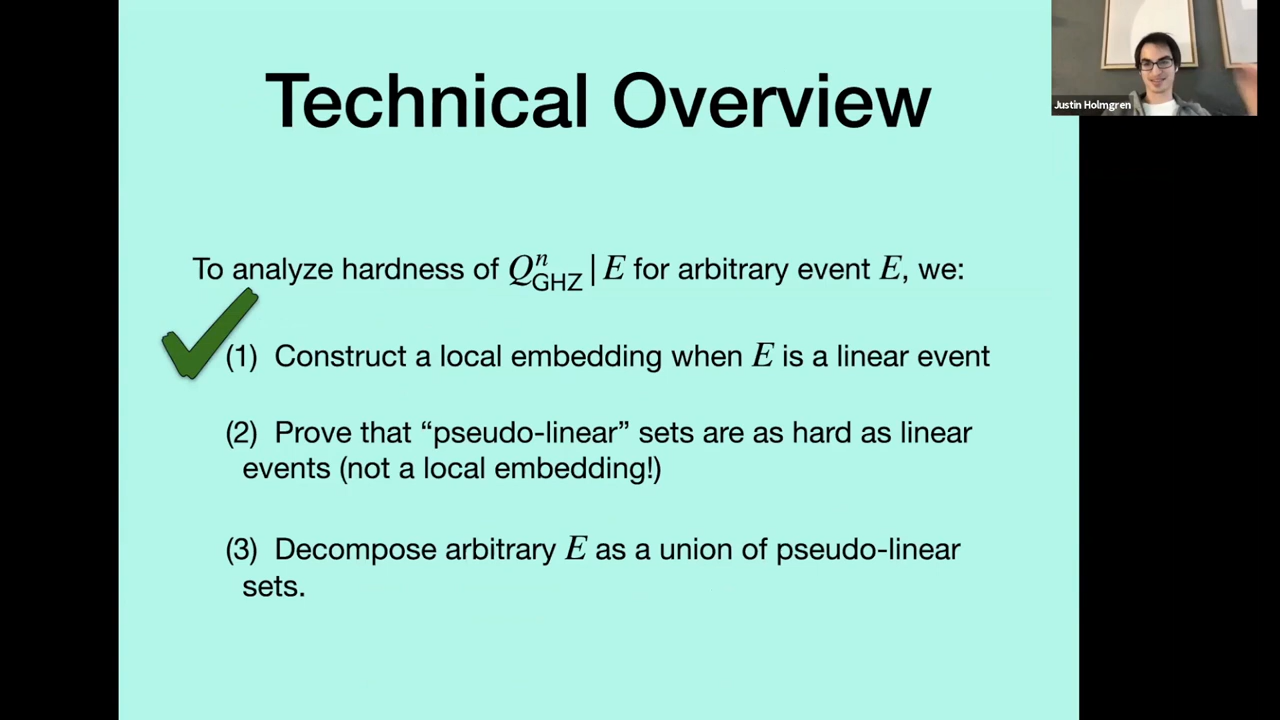 Technical Overview
Justin Holmgren
To analyze hardness of Qⁿ_GHZ | E for arbitrary event E, we:
(1) Construct a local embedding when E is a linear event
(2) Prove that “pseudo-linear” sets are as hard as linear
events (not a local embedding!)
(3) Decompose arbitrary E as a union of pseudo-linear
sets.